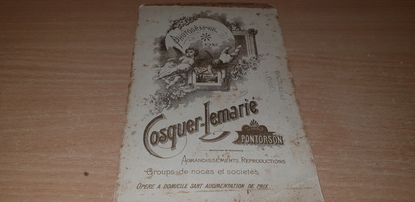 Photographie
Cosquer-Lemarié
PONTORSON
AGRANDISSEMENTS REPRODUCTIONS
Groupes de noces et sociétés
OPÈRE A DOMICILE SANS AUGMENTATION DE PRIX